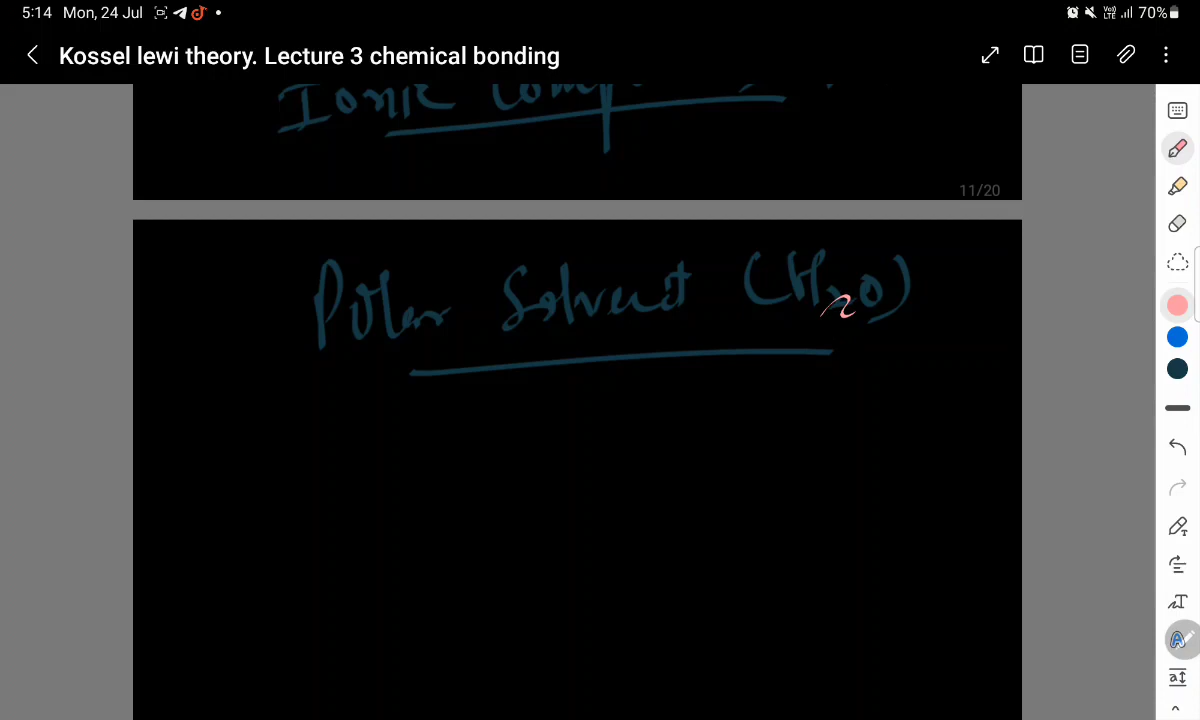 5:14 Mon, 24 Jul 70%
Kossel lewi theory. Lecture 3 chemical bonding
Ionic
11/20
Polar Solvent (H2O)